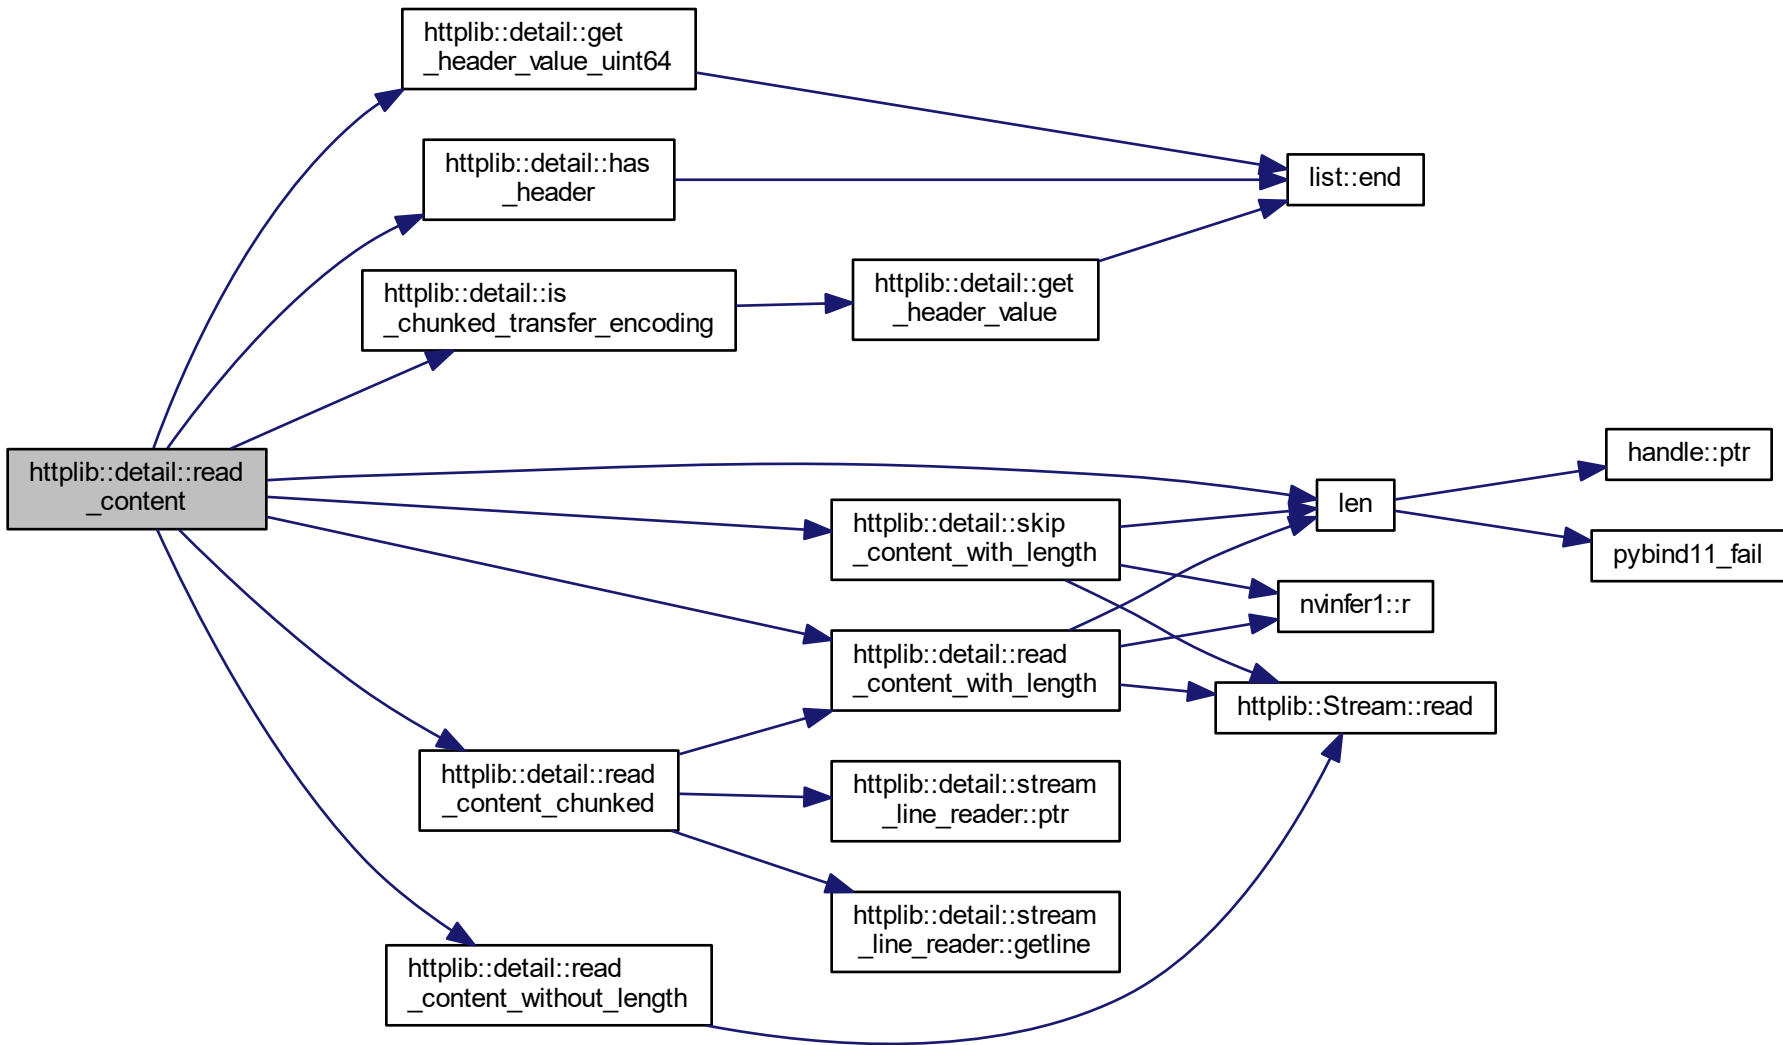 httplib::detail::get
_header_value_uint64
httplib::detail::has
_header
list::end
httplib::detail::is
_chunked_transfer_encoding
httplib::detail::get
_header_value
httplib::detail::read
_content
handle::ptr
len
httplib::detail::skip
_content_with_length
pybind11_fail
nvinfer1::r
httplib::detail::read
_content_with_length
httplib::Stream::read
httplib::detail::read
_content_chunked
httplib::detail::stream
_line_reader::ptr
httplib::detail::stream
_line_reader::getline
httplib::detail::read
_content_without_length